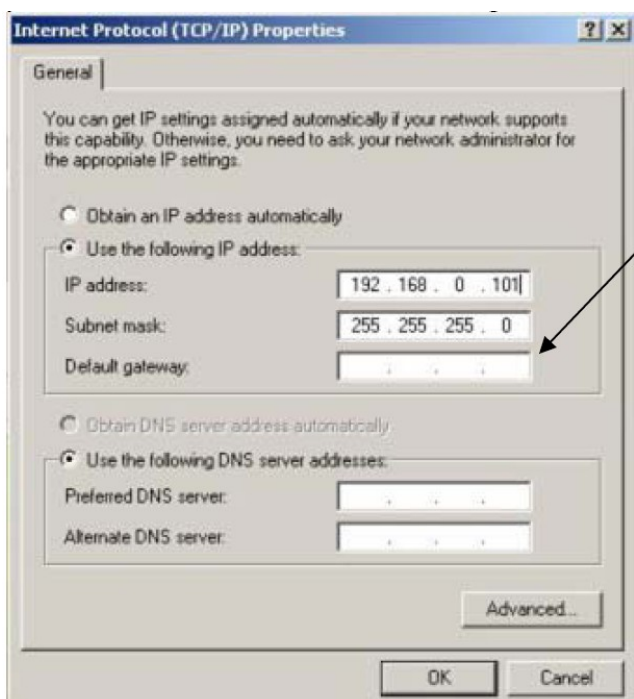 Internet Protocol (TCP/IP) Properties
General
You can get IP settings assigned automatically if your network supports
this capability. Otherwise, you need to ask your network administrator for
the appropriate IP settings.
Obtain an IP address automatically
Use the following IP address:
IP address: 192 . 168 . 0 . 101
Subnet mask: 255 . 255 . 255 . 0
Default gateway: . . .
Obtain DNS server address automatically
Use the following DNS server addresses:
Preferred DNS server: . . .
Alternate DNS server: . . .
Advanced...
OK Cancel